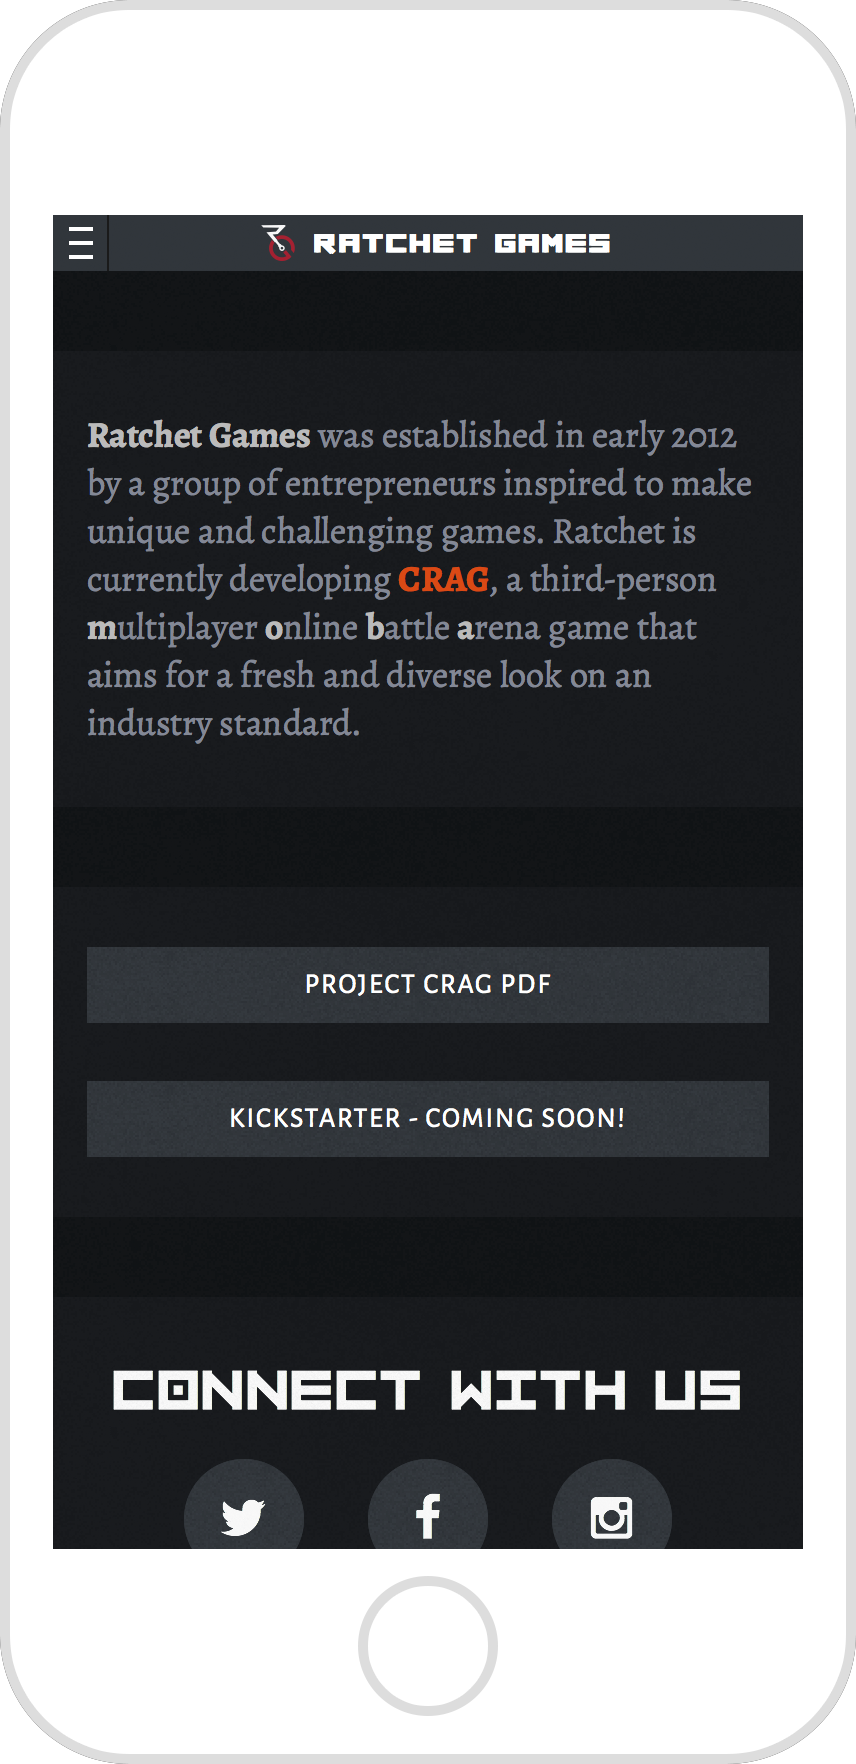 RATCHET GAMES
Ratchet Games was established in early 2012
by a group of entrepreneurs inspired to make
unique and challenging games. Ratchet is
currently developing CRAG, a third-person
multiplayer online battle arena game that
aims for a fresh and diverse look on an
industry standard.
PROJECT CRAG PDF
KICKSTARTER - COMING SOON!
CONNECT WITH US